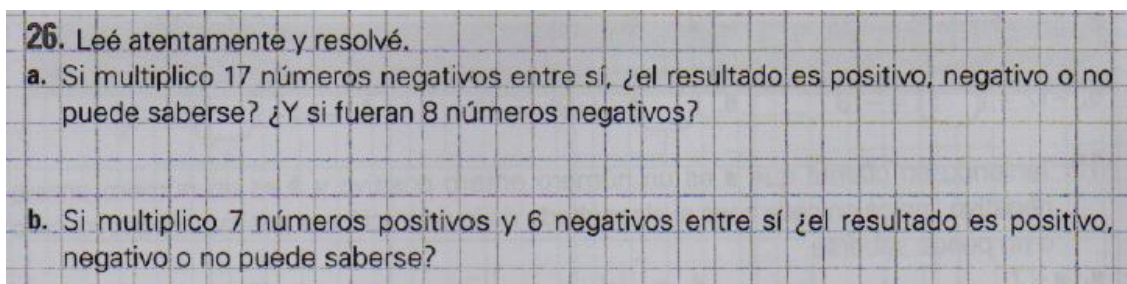 26. Leé atentamente y resolvé.
a. Si multiplico 17 números negativos entre sí, ¿el resultado es positivo, negativo o no
puede saberse? ¿Y si fueran 8 números negativos?
b. Si multiplico 7 números positivos y 6 negativos entre sí ¿el resultado es positivo,
negativo o no puede saberse?